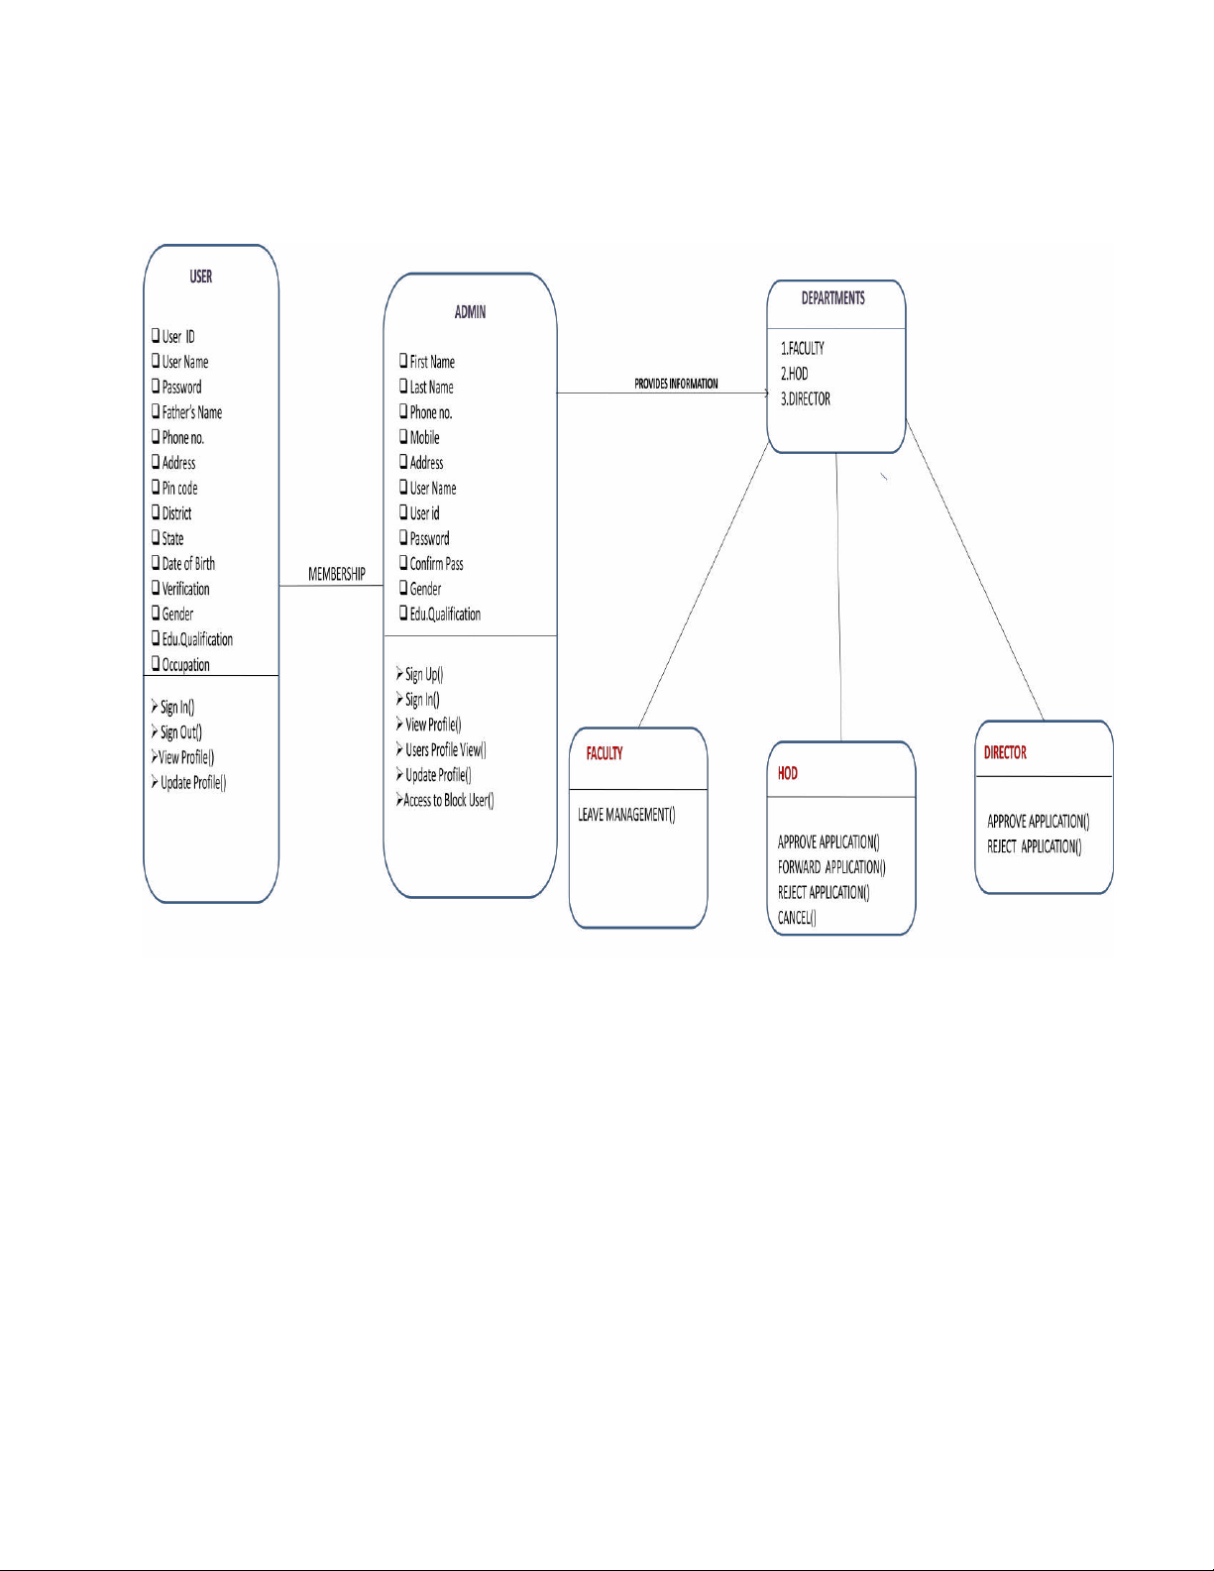 USER
User ID
User Name
Password
Father's Name
Phone no.
Address
Pin code
District
State
Date of Birth
Verification
Gender
Edu.Qualification
Occupation
Sign In()
Sign Out()
View Profile()
Update Profile()
MEMBERSHIP
ADMIN
First Name
Last Name
Phone no.
Mobile
Address
User Name
User id
Password
Confirm Pass
Gender
Edu.Qualification
Sign Up()
Sign In()
View Profile()
Users Profile View()
Update Profile()
Access to Block User()
PROVIDES INFORMATION
DEPARTMENTS
1.FACULTY
2.HOD
3.DIRECTOR
FACULTY
LEAVE MANAGEMENT()
HOD
APPROVE APPLICATION()
FORWARD APPLICATION()
REJECT APPLICATION()
CANCEL()
DIRECTOR
APPROVE APPLICATION()
REJECT APPLICATION()